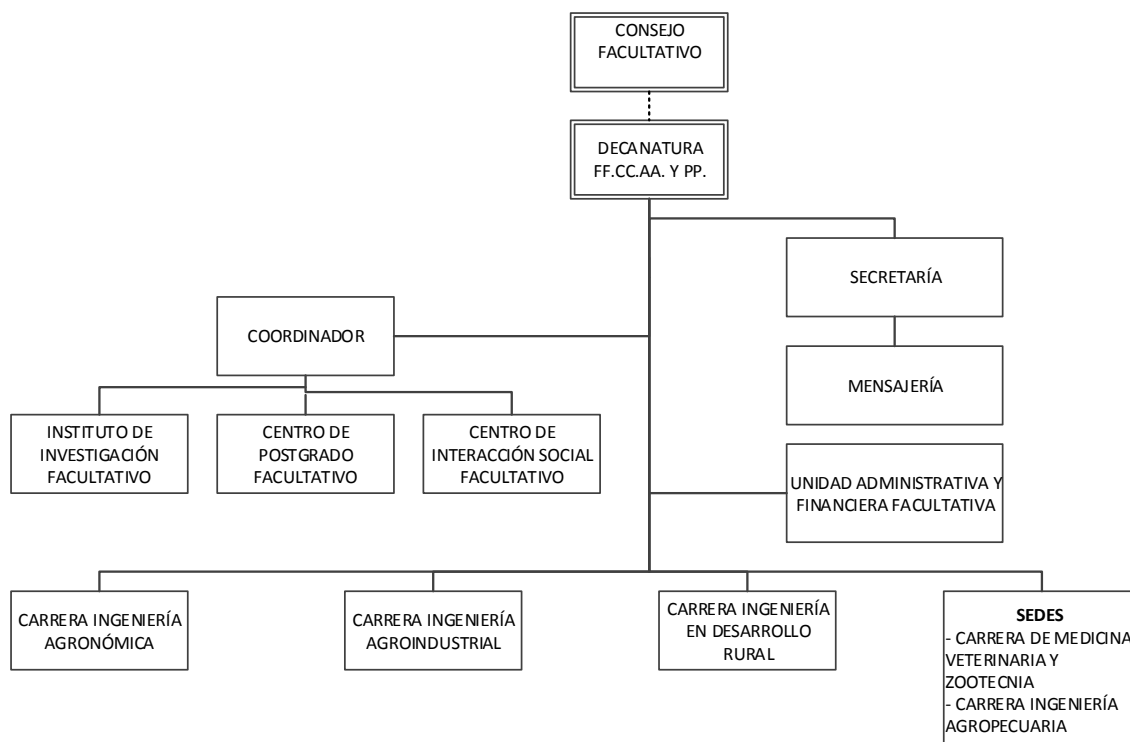 CONSEJO
FACULTATIVO
DECANATURA
FF.CC.AA. Y PP.
SECRETARÍA
COORDINADOR
MENSAJERÍA
INSTITUTO DE
INVESTIGACIÓN
FACULTATIVO
CENTRO DE
POSTGRADO
FACULTATIVO
CENTRO DE
INTERACCIÓN SOCIAL
FACULTATIVO
UNIDAD ADMINISTRATIVA Y
FINANCIERA FACULTATIVA
CARRERA INGENIERÍA
AGRONÓMICA
CARRERA INGENIERÍA
AGROINDUSTRIAL
CARRERA INGENIERÍA
EN DESARROLLO
RURAL
SEDES
- CARRERA DE MEDICINA
VETERINARIA Y
ZOOTECNIA
- CARRERA INGENIERÍA
AGROPECUARIA